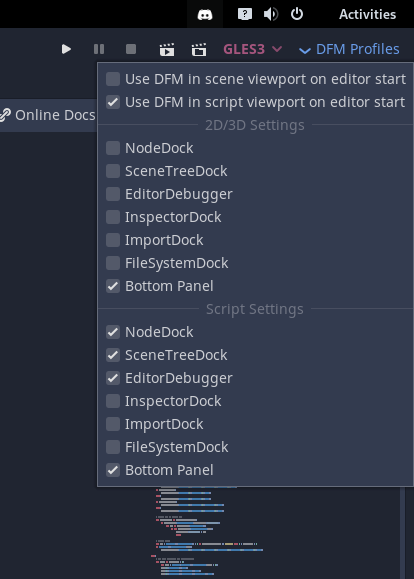 Activities
GLES3
DFM Profiles
Use DFM in scene viewport on editor start
Online Docs
Use DFM in script viewport on editor start
2D/3D Settings
NodeDock
SceneTreeDock
EditorDebugger
InspectorDock
ImportDock
FileSystemDock
Bottom Panel
Script Settings
NodeDock
SceneTreeDock
EditorDebugger
InspectorDock
ImportDock
FileSystemDock
Bottom Panel